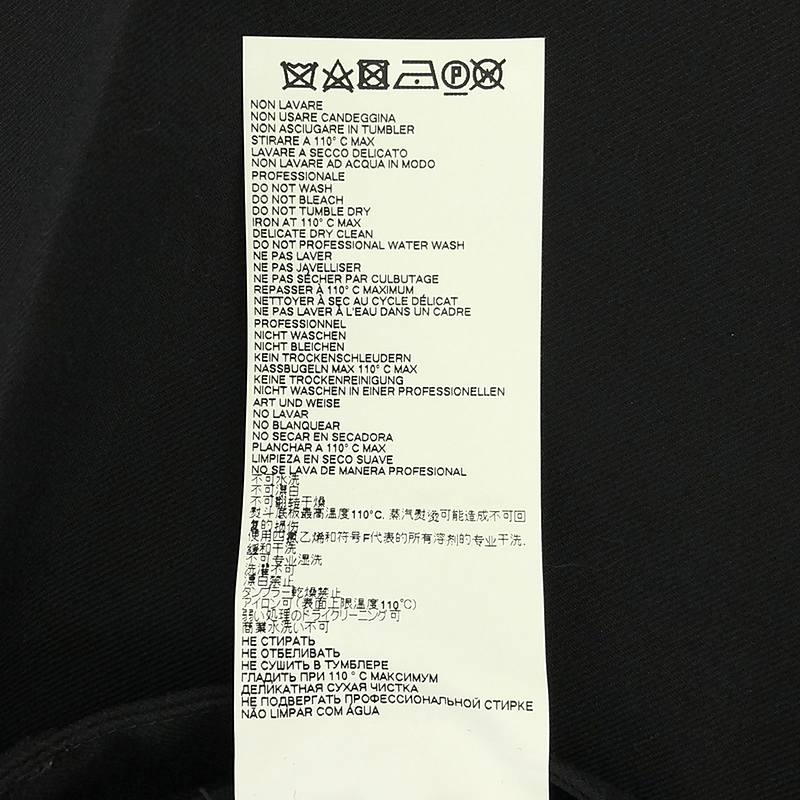 NON LAVARE
NON USARE CANDEGGINA
NON ASCIUGARE IN TUMBLER
STIRARE A 110° C MAX
LAVARE A SECCO DELICATO
NON LAVARE AD ACQUA IN MODO
PROFESSIONALE
DO NOT WASH
DO NOT BLEACH
DO NOT TUMBLE DRY
IRON AT 110° C MAX
DELICATE DRY CLEAN
DO NOT PROFESSIONAL WATER WASH
NE PAS LAVER
NE PAS JAVELLISER
NE PAS SÉCHER PAR CULBUTAGE
REPASSER À 110° C MAXIMUM
NETTOYER À SEC AU CYCLE DÉLICAT
NE PAS LAVER À L'EAU DANS UN CADRE
PROFESSIONNEL
NICHT WASCHEN
NICHT BLEICHEN
KEIN TROCKENSCHLEUDERN
NASSBUGELN MAX 110° C MAX
KEINE TROCKENREINIGUNG
NICHT WASCHEN IN EINER PROFESSIONELLEN
ART UND WEISE
NO LAVAR
NO BLANQUEAR
NO SECAR EN SECADORA
PLANCHAR A 110° C MAX
LIMPIEZA EN SECO SUAVE
NO SE LAVA DE MANERA PROFESIONAL
不可水洗
不可漂白
不可翻转干燥
熨斗底板最高温度110°C. 蒸汽熨烫可能造成不可回
复的损伤
使用四氯乙烯和符号F代表的所有溶剂的专业干洗.
缓和干洗
不可专业湿洗
洗濯不可
漂白禁止
タンブラー乾燥禁止
アイロン可(表面上限温度110°C)
弱い処理のドライクリーニング可
商業水洗い不可
НЕ СТИРАТЬ
НЕ ОТБЕЛИВАТЬ
НЕ СУШИТЬ В ТУМБЛЕРЕ
ГЛАДИТЬ ПРИ 110 ° C МАКСИМУМ
ДЕЛИКАТНАЯ СУХАЯ ЧИСТКА
НЕ ПОДВЕРГАТЬ ПРОФЕССИОНАЛЬНОЙ СТИРКЕ
NÃO LIMPAR COM ÁGUA